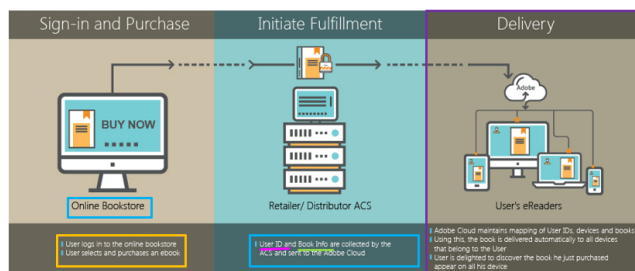 Sign-in and Purchase
Initiate Fulfillment
Delivery
BUY NOW
Adobe
Online Bookstore
Retailer/ Distributor ACS
User's eReaders
User logs in to the online bookstore
User selects and purchases an ebook
User ID and Book Info are collected by the
ACS and sent to the Adobe Cloud
Adobe Cloud maintains mapping of User IDs, devices and books
Using this, the book is delivered automatically to all devices
that belong to the User
User is delighted to discover the book he just purchased
appear on all his device